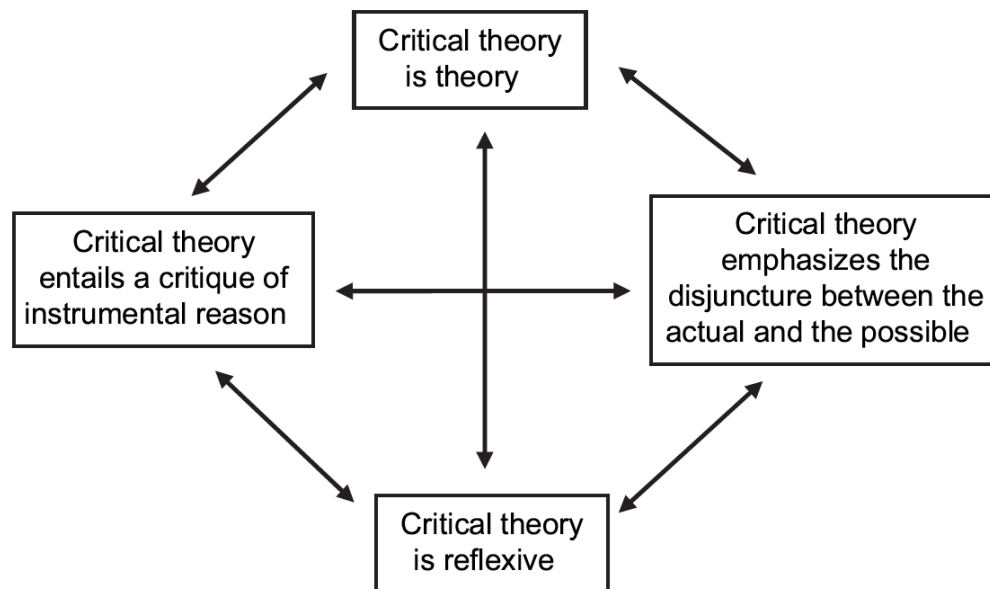 Critical theory
is theory
Critical theory
entails a critique of
instrumental reason
Critical theory
emphasizes the
disjuncture between the
actual and the possible
Critical theory
is reflexive